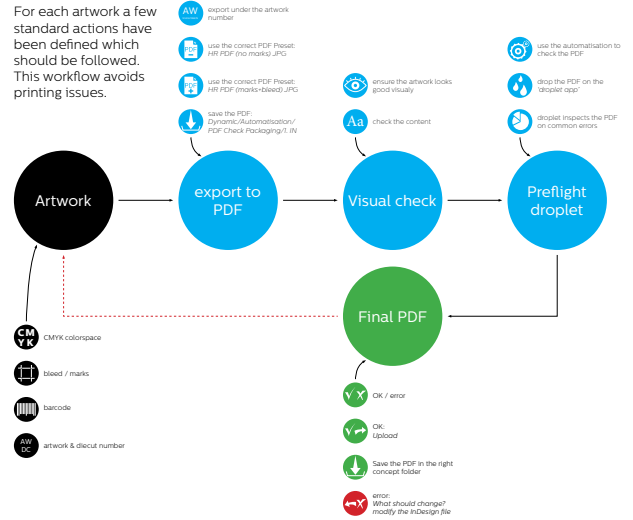 For each artwork a few
standard actions have
been defined which
should be followed.
This workflow avoids
printing issues.
AW
export under the artwork
number
PDF
use the correct PDF Preset:
HR PDF (no marks) JPG
PDF
use the correct PDF Preset:
HR PDF (marks+bleed) JPG
save the PDF:
Dynamic/Automatisation/
PDF Check Packaging/1. IN
ensure the artwork looks
good visualy
Aa
check the content
use the automatisation to
check the PDF
drop the PDF on the
'droplet app'
droplet inspects the PDF
on common errors
Artwork
export to
PDF
Visual check
Preflight
droplet
Final PDF
CM
YK
CMYK colorspace
bleed / marks
barcode
AW
DC
artwork & diecut number
OK / error
OK:
Upload
Save the PDF in the right
concept folder
error:
What should change?
modify the InDesign file